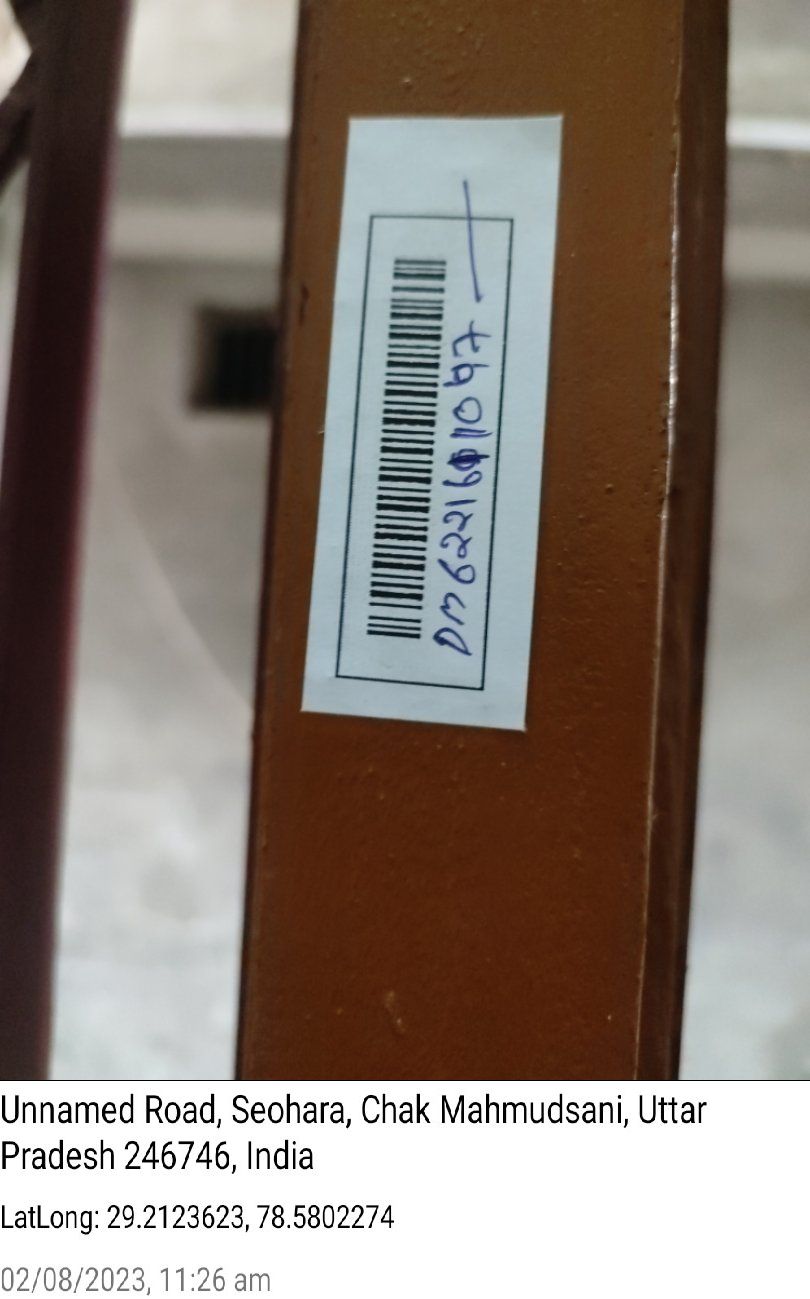 DM62216011047
Unnamed Road, Seohara, Chak Mahmudsani, Uttar
Pradesh 246746, India
LatLong: 29.2123623, 78.5802274
02/08/2023, 11:26 am